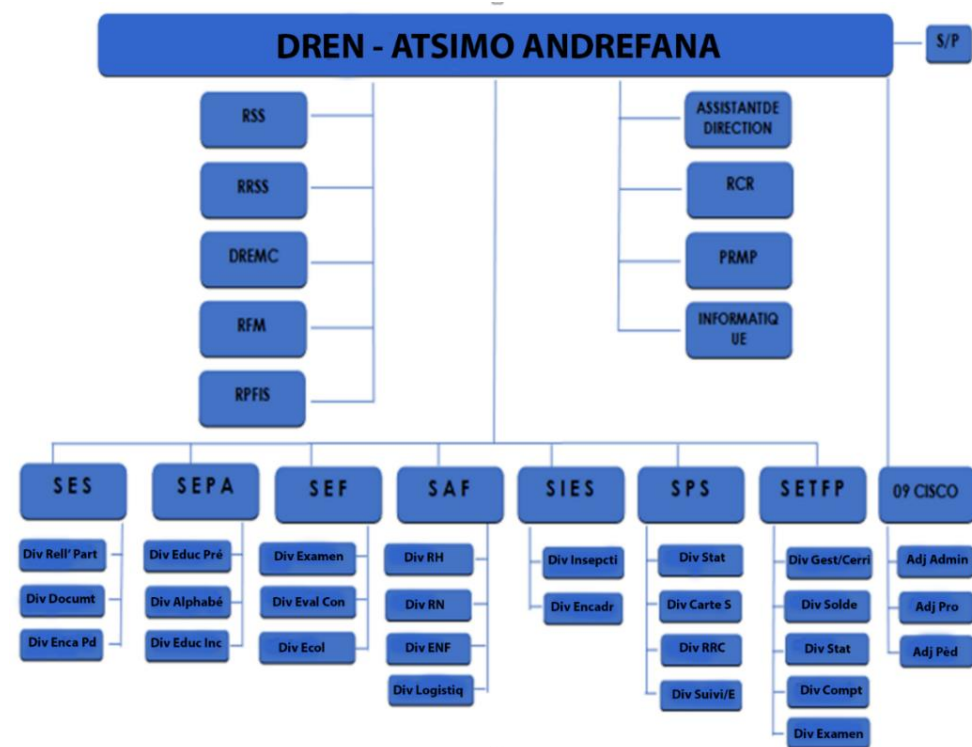 DREN - ATSIMO ANDREFANA
S/P
RSS
RRSS
DREMC
RFM
RPFIS
ASSISTANTDE
DIRECTION
RCR
PRMP
INFORMATIQ
UE
SES
Div Rell' Part
Div Documt
Div Enca Pd
SEPA
Div Educ Pré
Div Alphabé
Div Educ Inc
SEF
Div Examen
Div Eval Con
Div Ecol
SAF
Div RH
Div RN
Div ENF
Div Logistiq
SIES
Div Insepcti
Div Encadr
SPS
Div Stat
Div Carte S
Div RRC
Div Suivi/E
SETFP
Div Gest/Cerri
Div Solde
Div Stat
Div Compt
Div Examen
09 CISCO
Adj Admin
Adj Pro
Adj Pèd